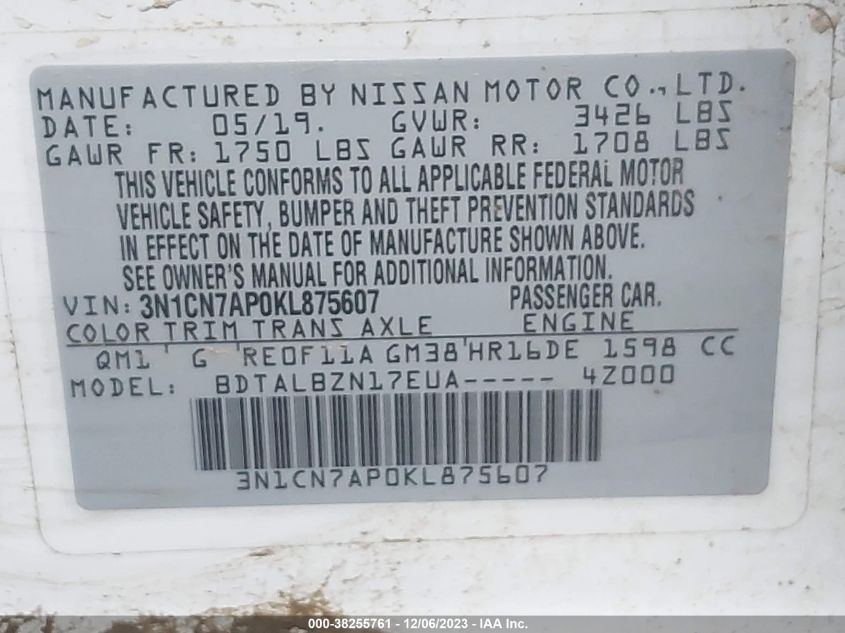 MANUFACTURED BY NISSAN MOTOR CO., LTD.
DATE: 05/19. GVWR: 3426 LBS
GAWR FR: 1750 LBS GAWR RR: 1708 LBS
THIS VEHICLE CONFORMS TO ALL APPLICABLE FEDERAL MOTOR
VEHICLE SAFETY, BUMPER AND THEFT PREVENTION STANDARDS
IN EFFECT ON THE DATE OF MANUFACTURE SHOWN ABOVE.
SEE OWNER'S MANUAL FOR ADDITIONAL INFORMATION.
VIN: 3N1CN7AP0KL875607 PASSENGER CAR.
COLOR TRIM TRANS AXLE ENGINE
QM1 G RE0F11A GM38 HR16DE 1598 CC
MODEL: BDTALBZN17EUA----- 4Z000
3N1CN7AP0KL875607
000-38255761 - 12/06/2023 - IAA Inc.